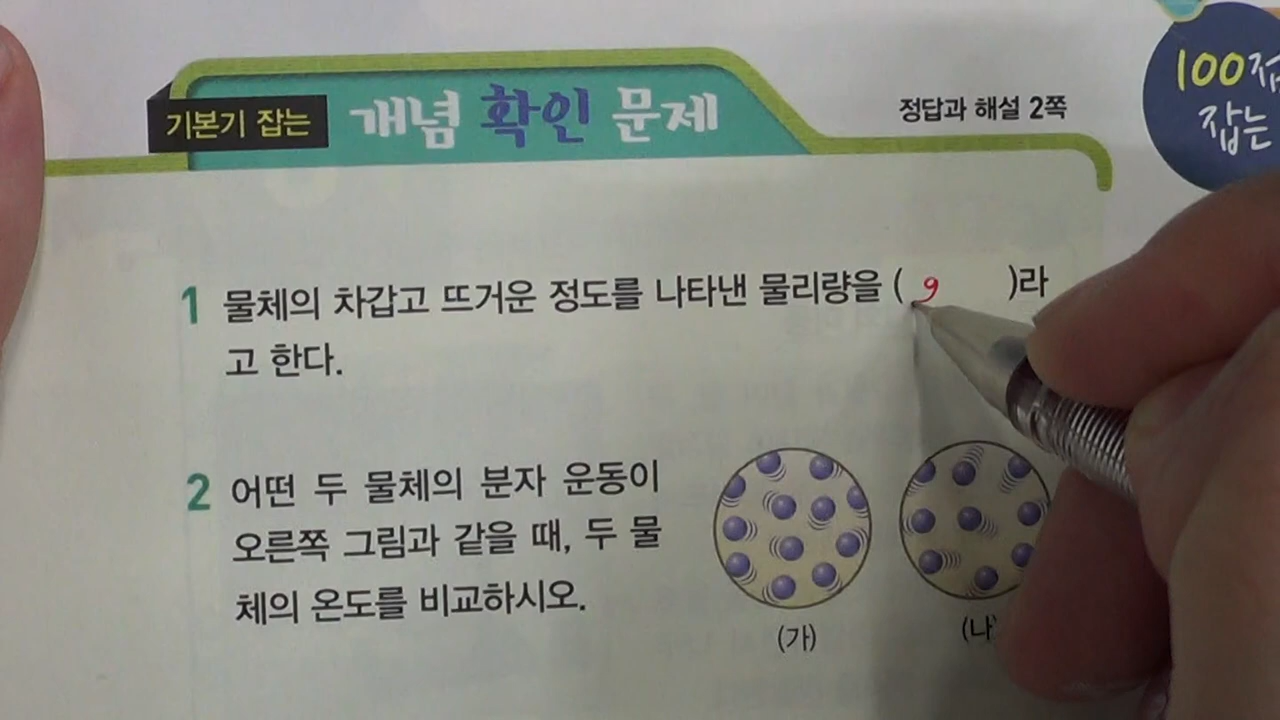 기본기 잡는 개념 확인 문제
정답과 해설 2쪽
100점
잡는
1 물체의 차갑고 뜨거운 정도를 나타낸 물리량을 ( )라
고 한다.
2 어떤 두 물체의 분자 운동이
오른쪽 그림과 같을 때, 두 물
체의 온도를 비교하시오.
(가)
(나)